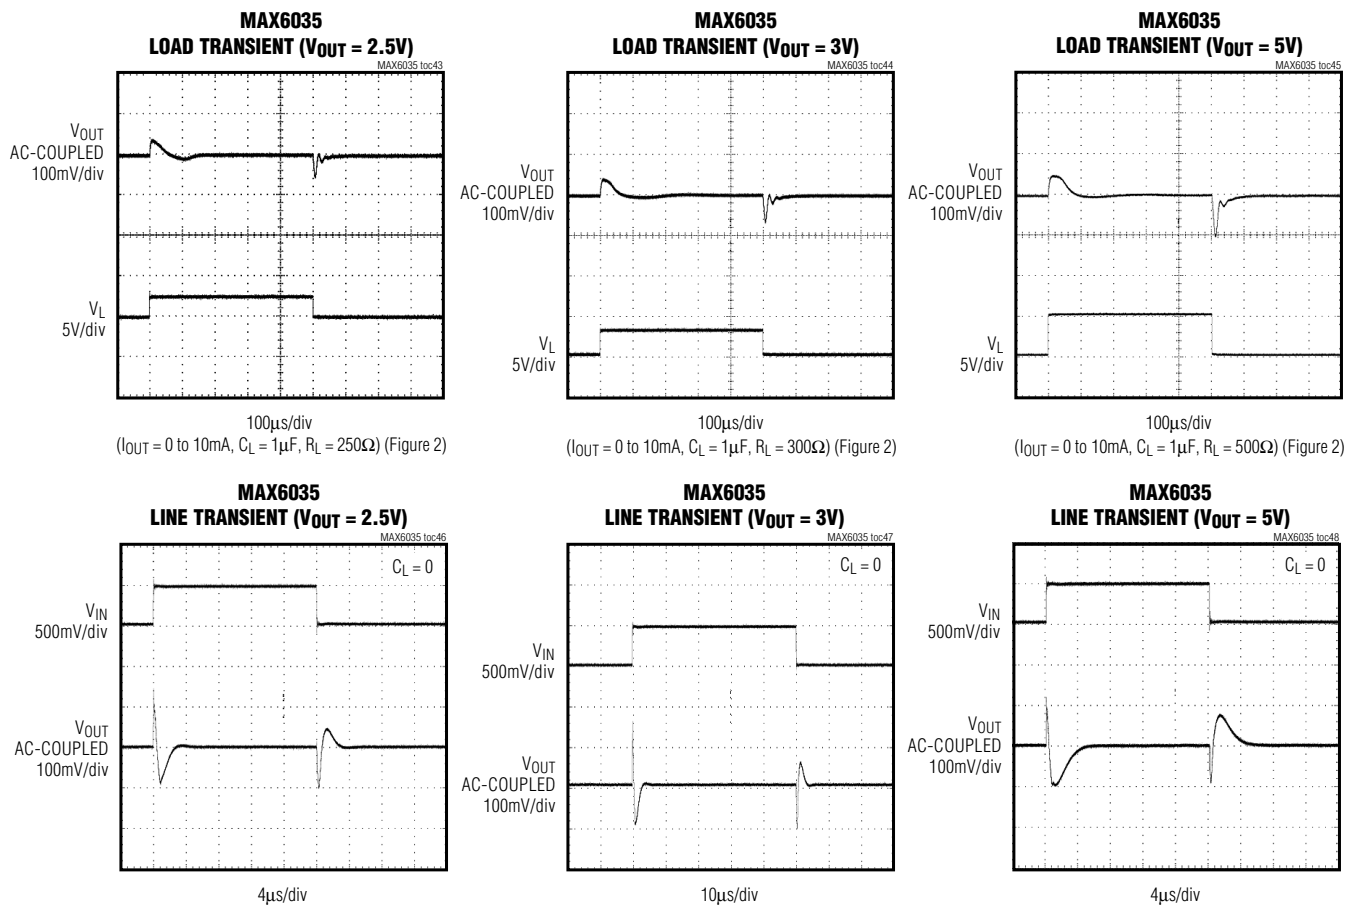 MAX6035
LOAD TRANSIENT (VOUT = 2.5V)
MAX6035 toc43
VOUT
AC-COUPLED
100mV/div
VL
5V/div
100µs/div
(IOUT = 0 to 10mA, CL = 1µF, RL = 250Ω) (Figure 2)
MAX6035
LOAD TRANSIENT (VOUT = 3V)
MAX6035 toc44
VOUT
AC-COUPLED
100mV/div
VL
5V/div
100µs/div
(IOUT = 0 to 10mA, CL = 1µF, RL = 300Ω) (Figure 2)
MAX6035
LOAD TRANSIENT (VOUT = 5V)
MAX6035 toc45
VOUT
AC-COUPLED
100mV/div
VL
5V/div
100µs/div
(IOUT = 0 to 10mA, CL = 1µF, RL = 500Ω) (Figure 2)
MAX6035
LINE TRANSIENT (VOUT = 2.5V)
MAX6035 toc46
CL = 0
VIN
500mV/div
VOUT
AC-COUPLED
100mV/div
4µs/div
MAX6035
LINE TRANSIENT (VOUT = 3V)
MAX6035 toc47
CL = 0
VIN
500mV/div
VOUT
AC-COUPLED
100mV/div
10µs/div
MAX6035
LINE TRANSIENT (VOUT = 5V)
MAX6035 toc48
CL = 0
VIN
500mV/div
VOUT
AC-COUPLED
100mV/div
4µs/div